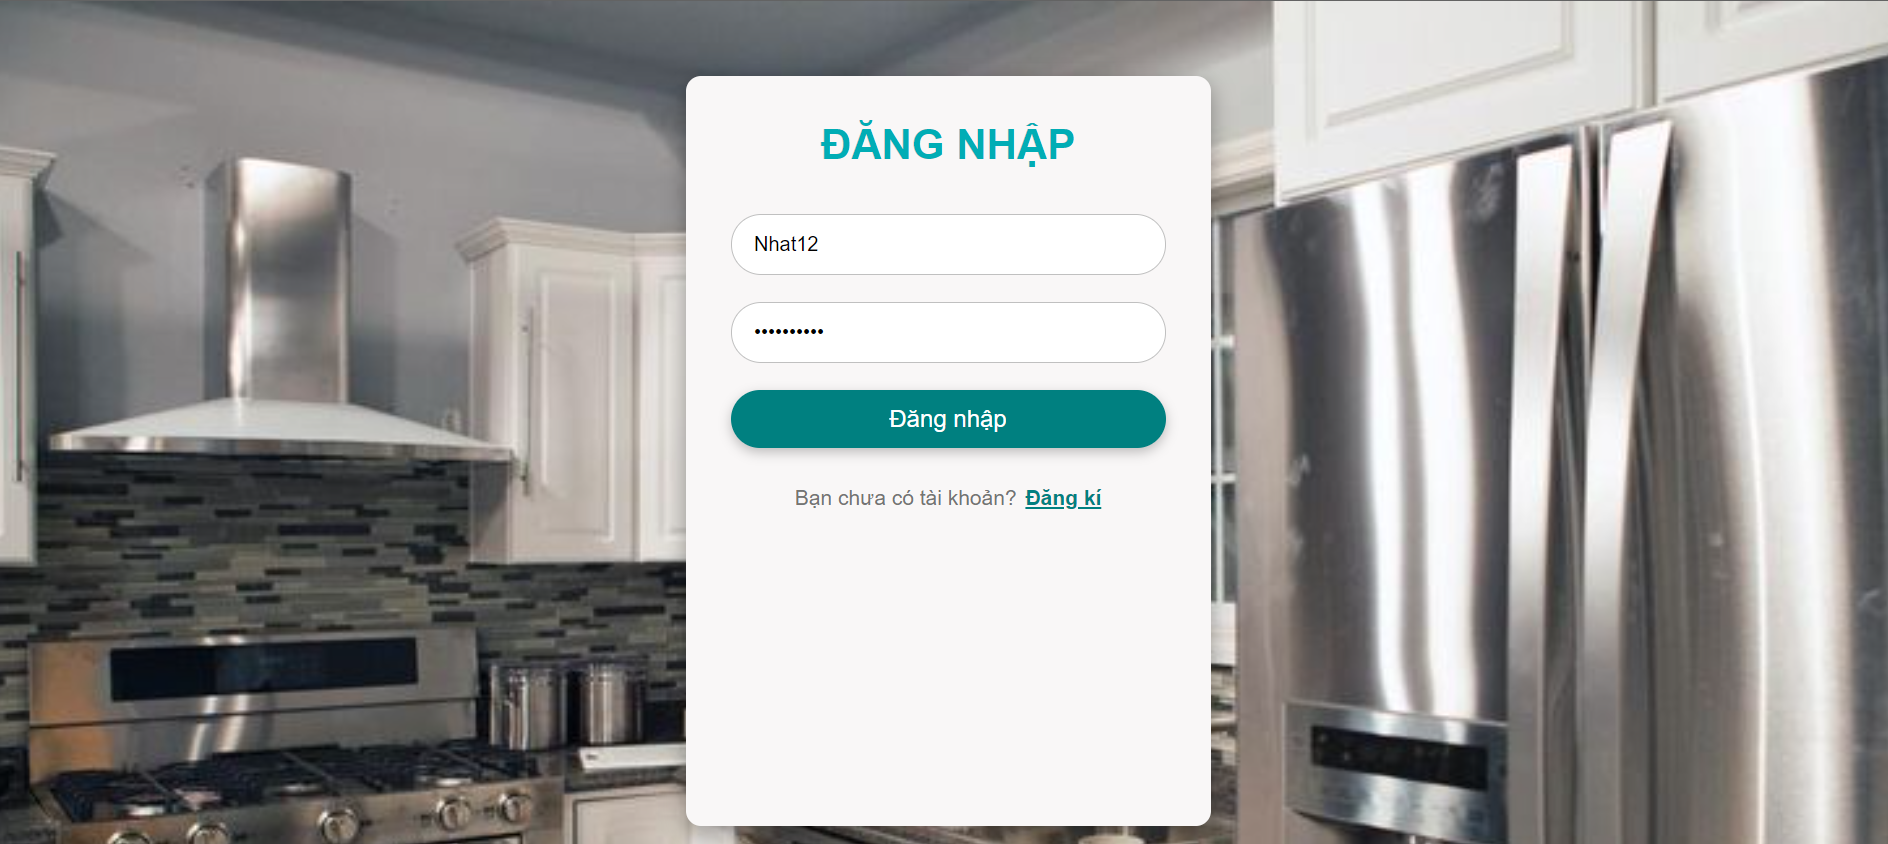 ĐĂNG NHẬP
Nhat12
••••••••••
Đăng nhập
Bạn chưa có tài khoản? Đăng kí